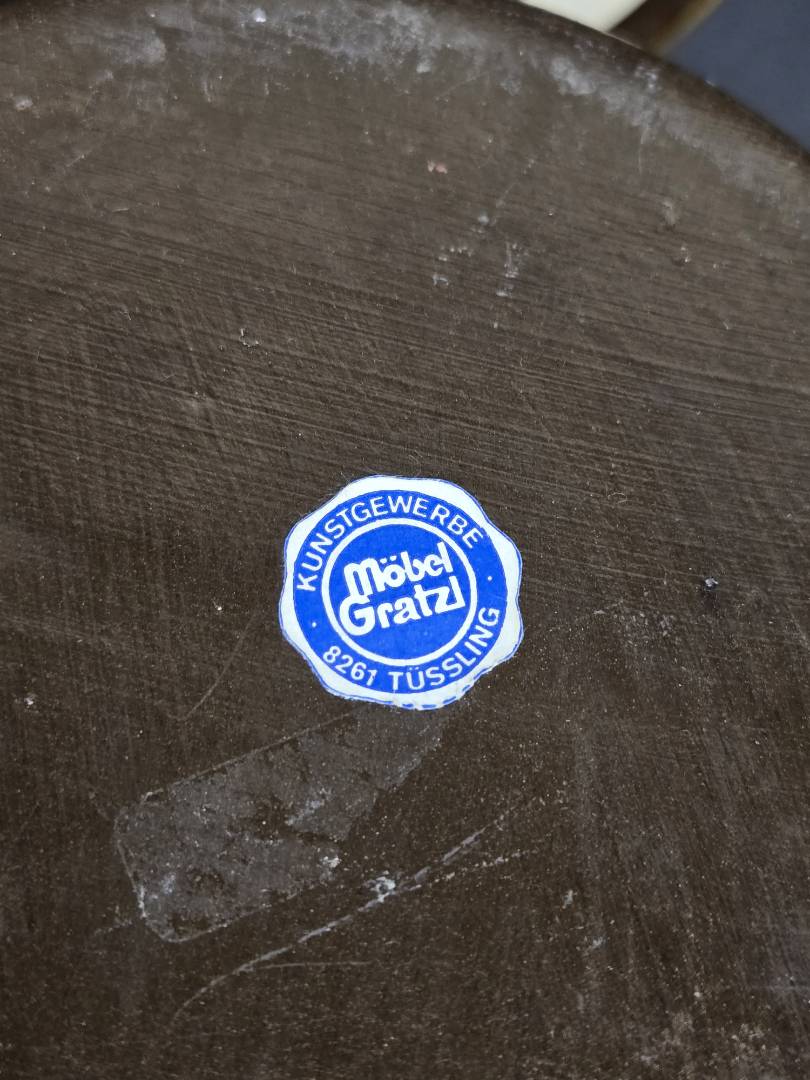 KUNSTGEWERBE
Möbel
Gratzl
8261 TÜSSLING